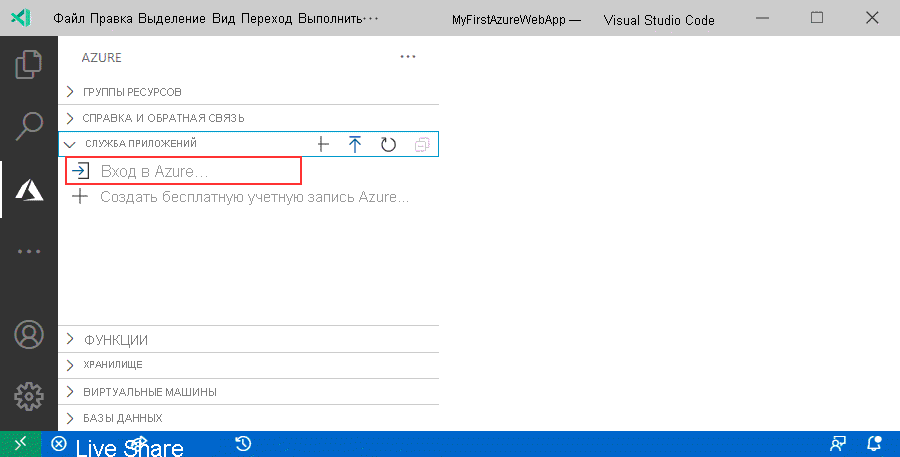 Файл Правка Выделение Вид Переход Выполнить··· MyFirstAzureWebApp — Visual Studio Code
AZURE
ГРУППЫ РЕСУРСОВ
СПРАВКА И ОБРАТНАЯ СВЯЗЬ
СЛУЖБА ПРИЛОЖЕНИЙ
Вход в Azure...
Создать бесплатную учетную запись Azure...
ФУНКЦИИ
ХРАНИЛИЩЕ
ВИРТУАЛЬНЫЕ МАШИНЫ
БАЗЫ ДАННЫХ
Live Share